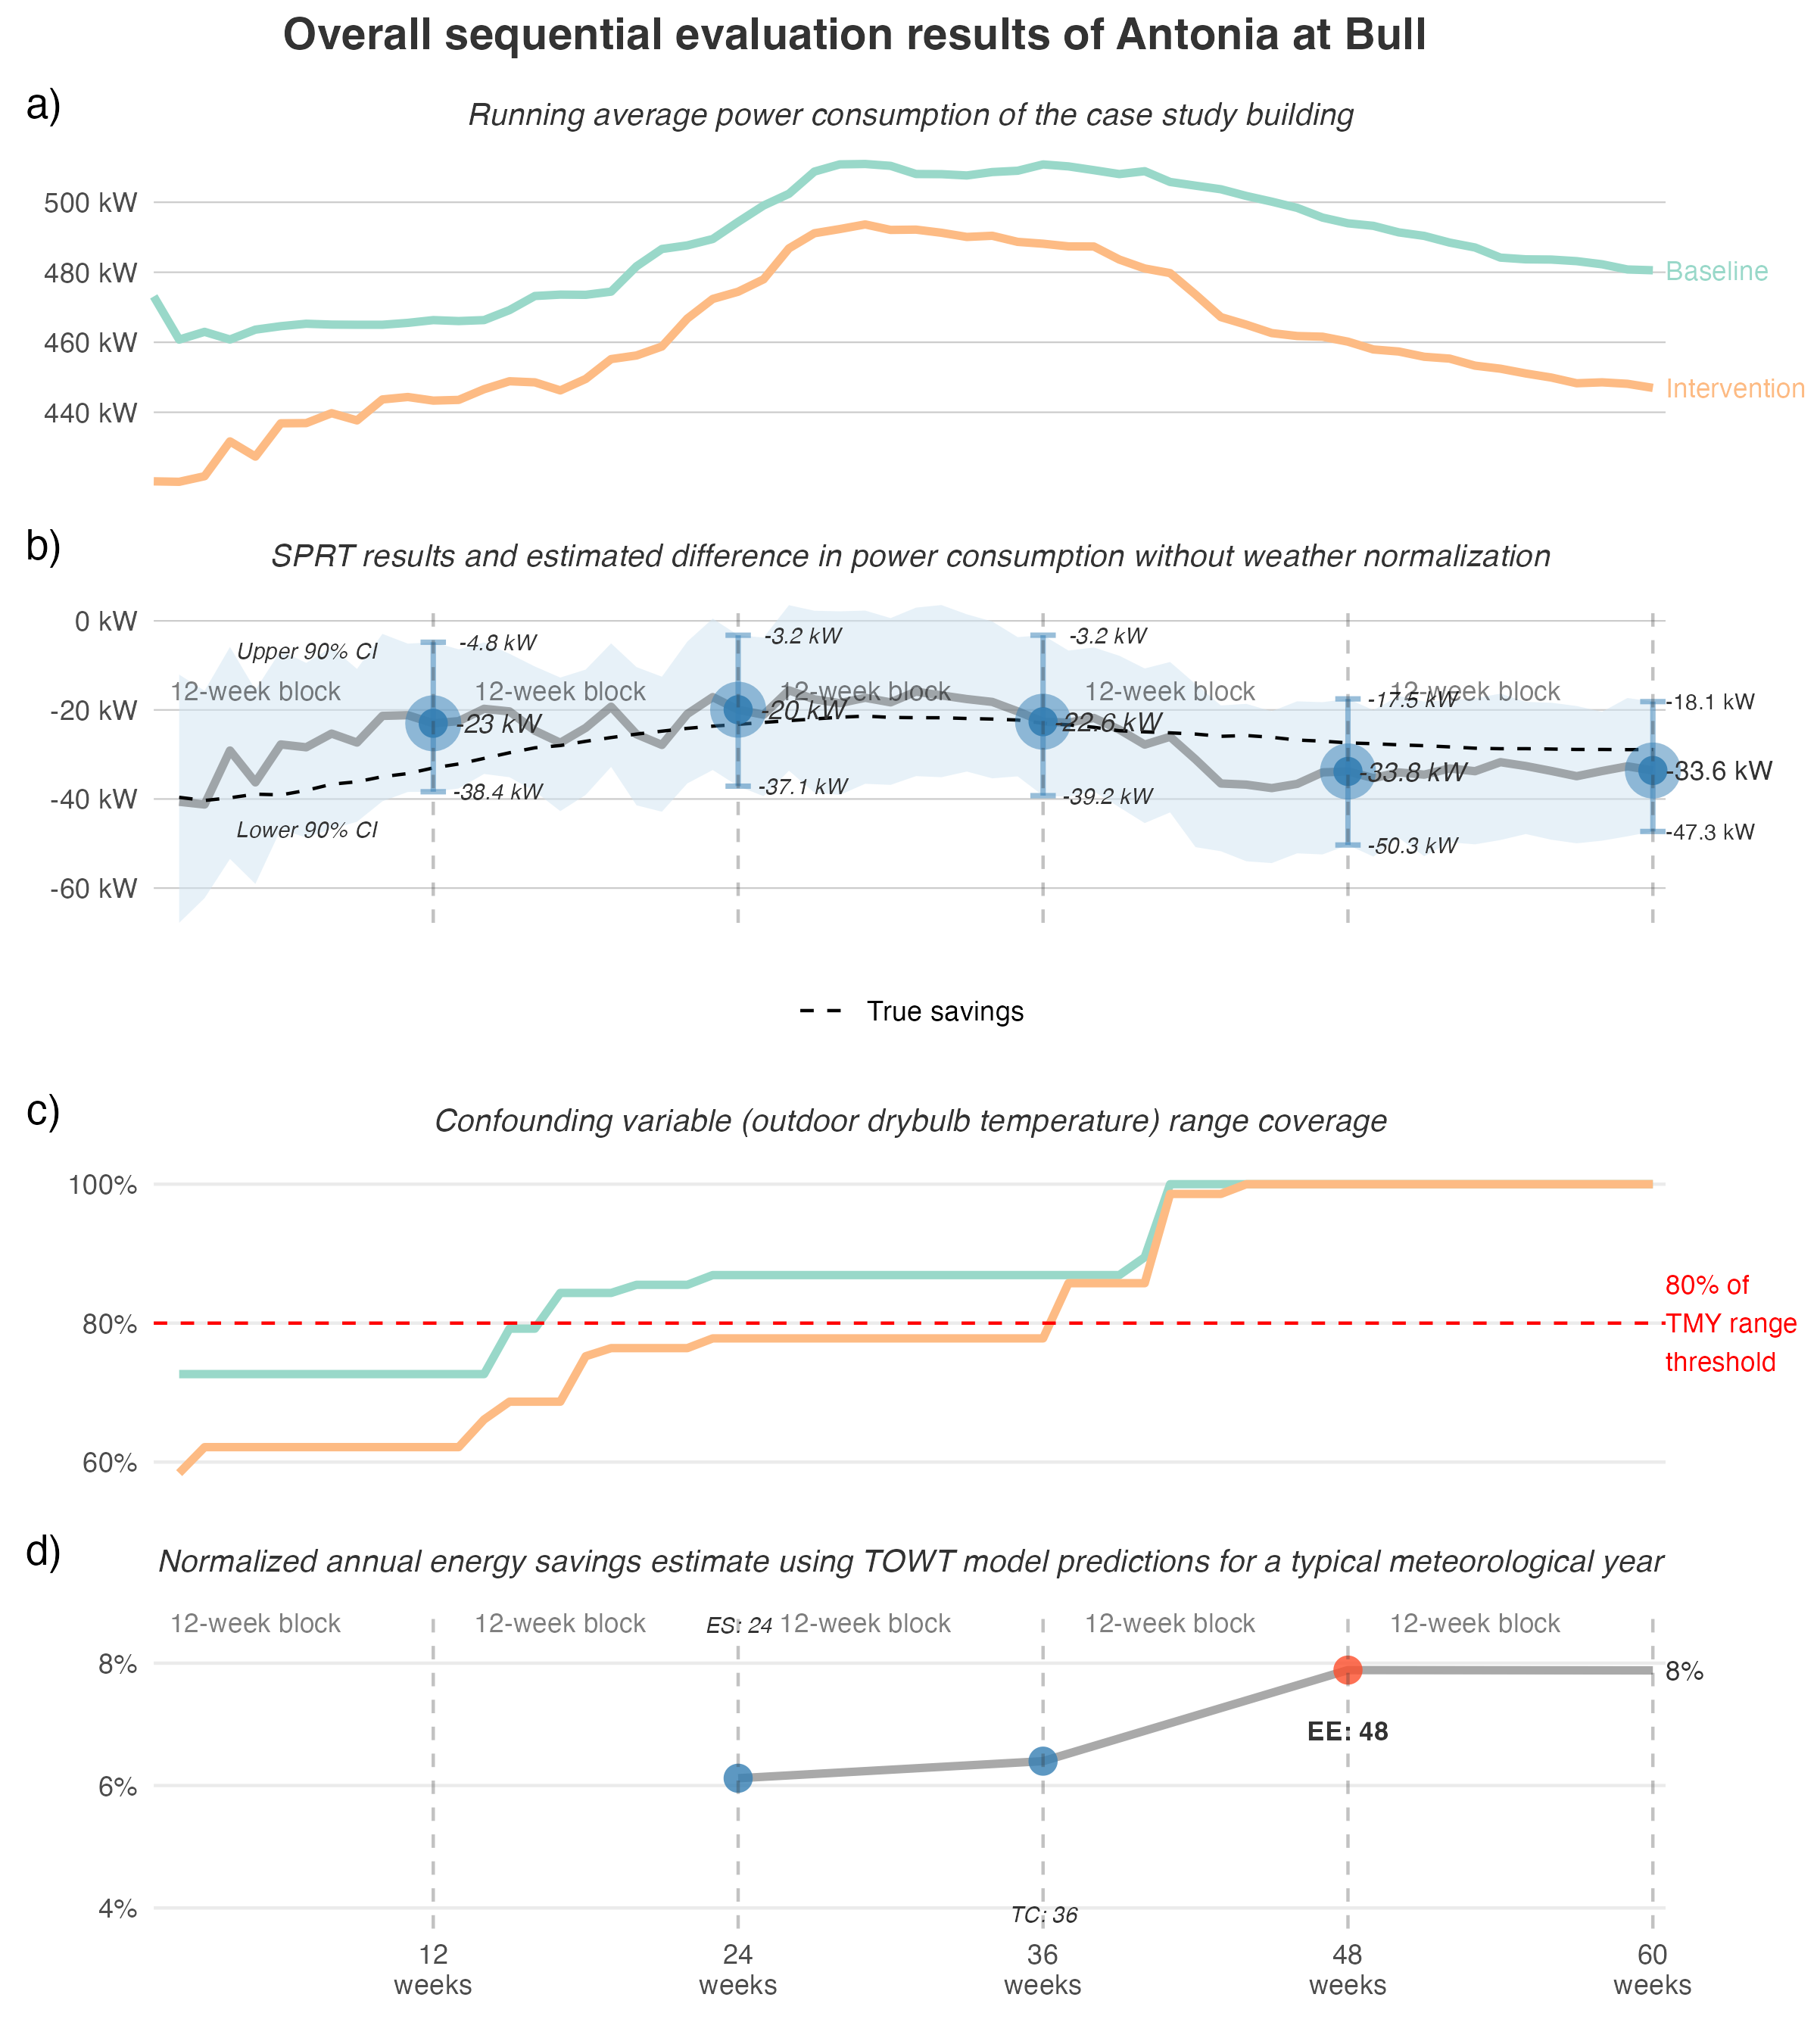 Overall sequential evaluation results of Antonia at Bull
a)
Running average power consumption of the case study building
500 kW
480 kW
460 kW
440 kW
Baseline
Intervention
b)
SPRT results and estimated difference in power consumption without weather normalization
0 kW
-20 kW
-40 kW
-60 kW
Upper 90% CI
Lower 90% CI
12-week block
12-week block
12-week block
12-week block
12-week block
-4.8 kW
-23 kW
-38.4 kW
-3.2 kW
-20 kW
-37.1 kW
-3.2 kW
-22.6 kW
-39.2 kW
-17.5 kW
-33.8 kW
-50.3 kW
-18.1 kW
-33.6 kW
-47.3 kW
True savings
c)
Confounding variable (outdoor drybulb temperature) range coverage
100%
80%
60%
80% of
TMY range
threshold
d)
Normalized annual energy savings estimate using TOWT model predictions for a typical meteorological year
12-week block
12-week block
ES: 24
12-week block
12-week block
12-week block
8%
6%
4%
8%
EE: 48
TC: 36
12
weeks
24
weeks
36
weeks
48
weeks
60
weeks